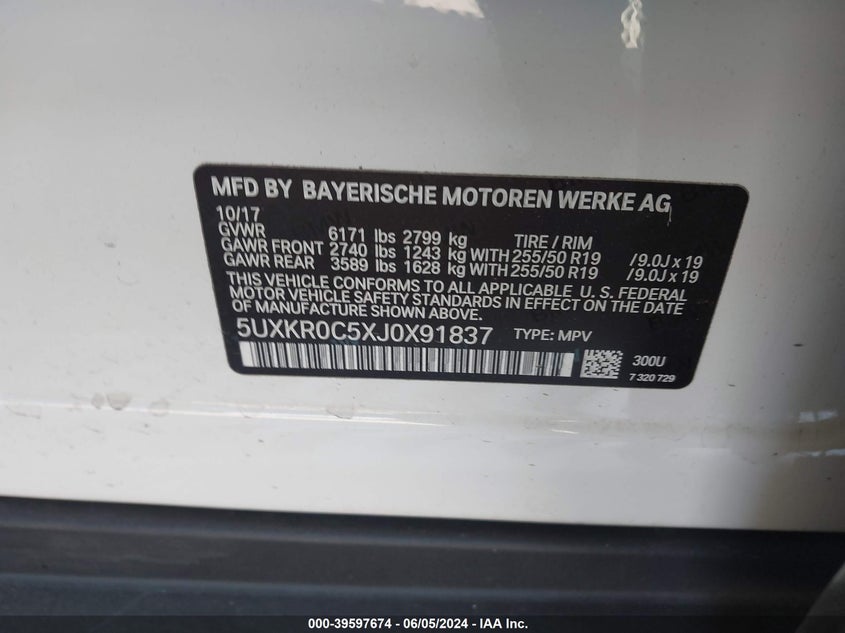 MFD BY BAYERISCHE MOTOREN WERKE AG
10/17
GVWR 6171 lbs 2799 kg TIRE / RIM
GAWR FRONT 2740 lbs 1243 kg WITH 255/50 R19 /9.0J x 19
GAWR REAR 3589 lbs 1628 kg WITH 255/50 R19 /9.0J x 19
THIS VEHICLE CONFORMS TO ALL APPLICABLE U. S. FEDERAL
MOTOR VEHICLE SAFETY STANDARDS IN EFFECT ON THE DATE
OF MANUFACTURE SHOWN ABOVE.
5UXKR0C5XJ0X91837 TYPE: MPV
300U
7 320 729
000-39597674 - 06/05/2024 - IAA Inc.